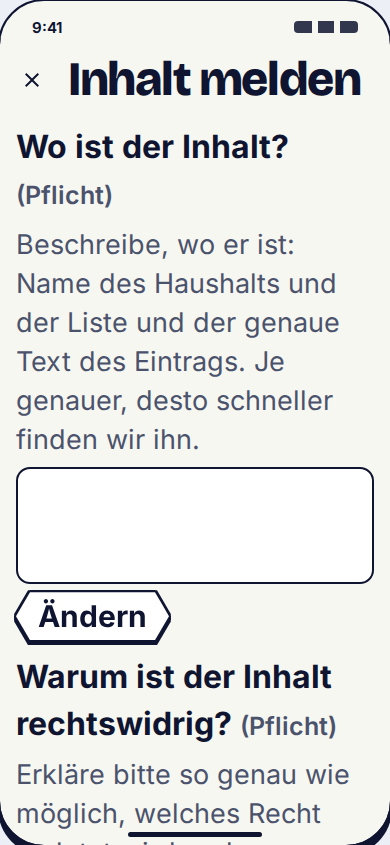 9:41
Inhalt melden
Wo ist der Inhalt?
(Pflicht)
Beschreibe, wo er ist:
Name des Haushalts und
der Liste und der genaue
Text des Eintrags. Je
genauer, desto schneller
finden wir ihn.
Ändern
Warum ist der Inhalt
rechtswidrig? (Pflicht)
Erkläre bitte so genau wie
möglich, welches Recht